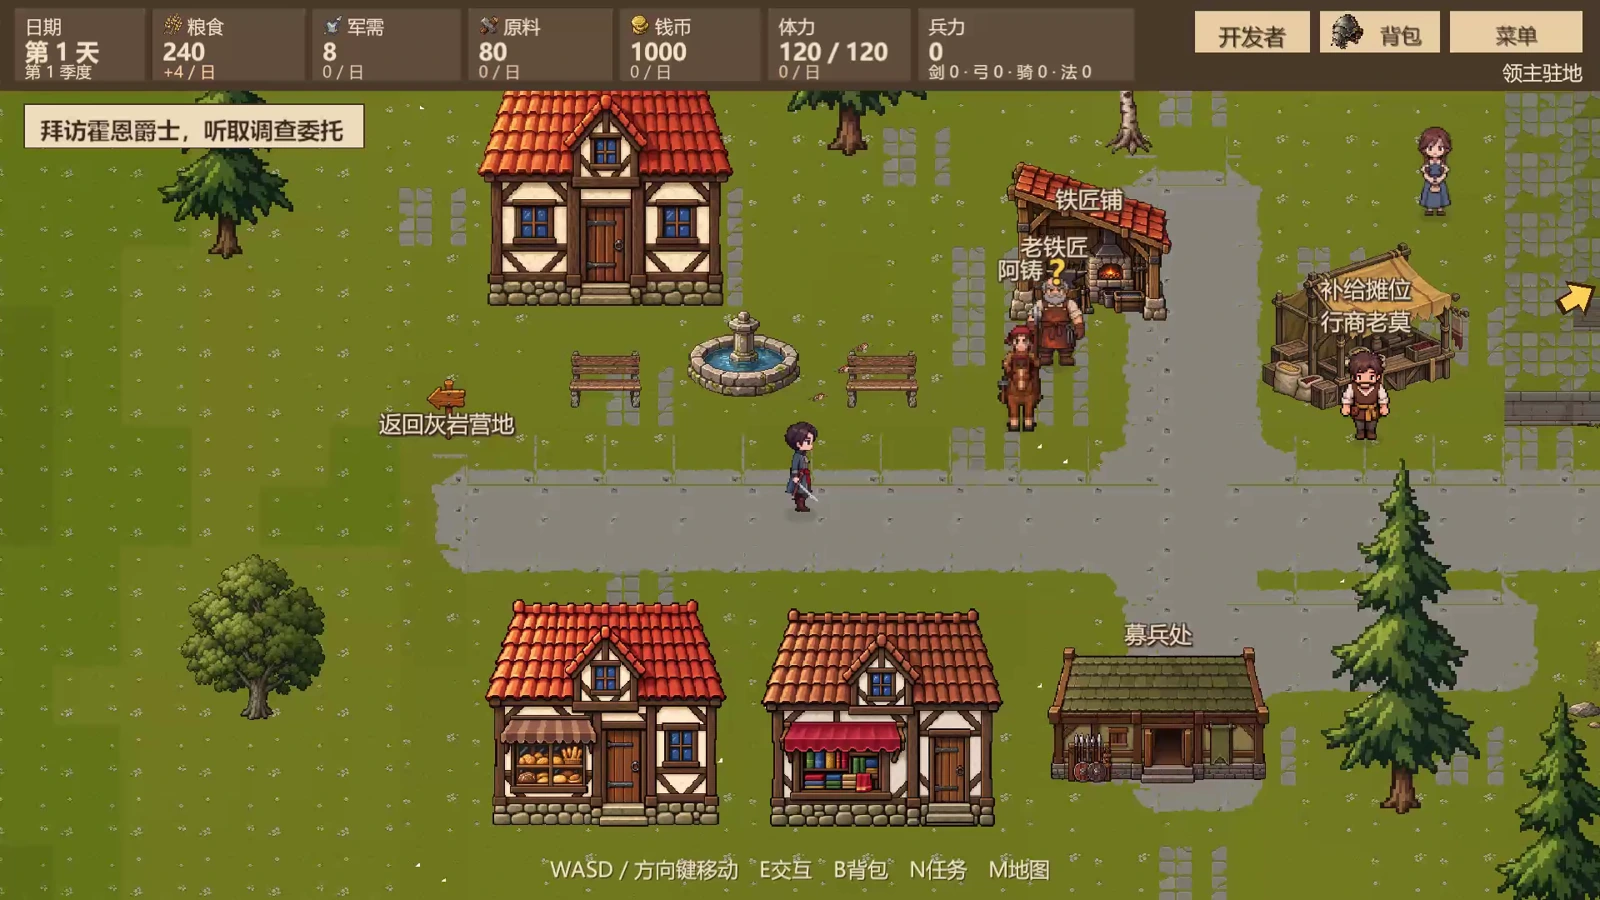 日期
第 1 天
第 1 季度
粮食
240
+4 / 日
军需
8
0 / 日
原料
80
0 / 日
钱币
1000
0 / 日
体力
120 / 120
0 / 日
兵力
0
剑 0 · 弓 0 · 骑 0 · 法 0
开发者
背包
菜单
领主驻地
拜访霍恩爵士，听取调查委托
铁匠铺
老铁匠
阿铸?
补给摊位
行商老莫
返回灰岩营地
募兵处
WASD / 方向键移动 E交互 B背包 N任务 M地图